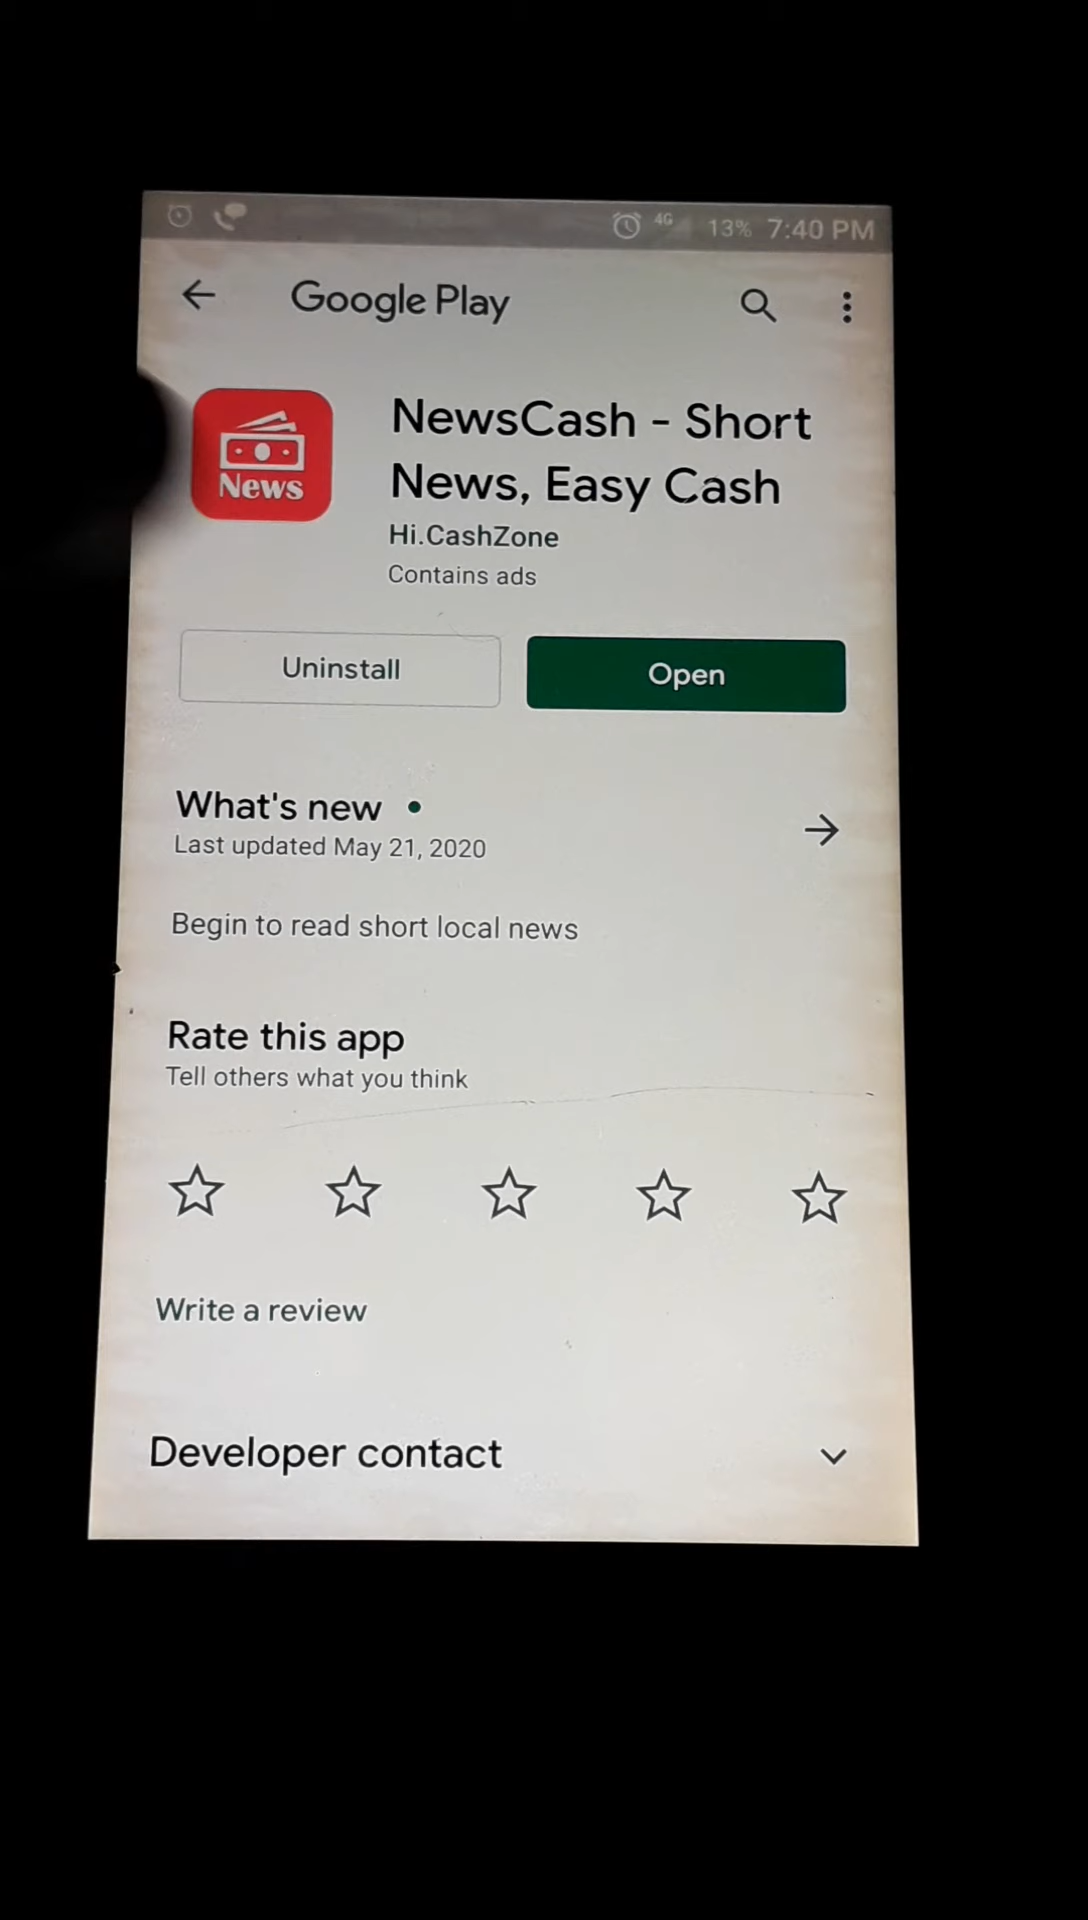 4G 13% 7:40 PM
Google Play
NewsCash - Short
News, Easy Cash
News
Hi.CashZone
Contains ads
Uninstall
Open
What's new
Last updated May 21, 2020
Begin to read short local news
Rate this app
Tell others what you think
Write a review
Developer contact